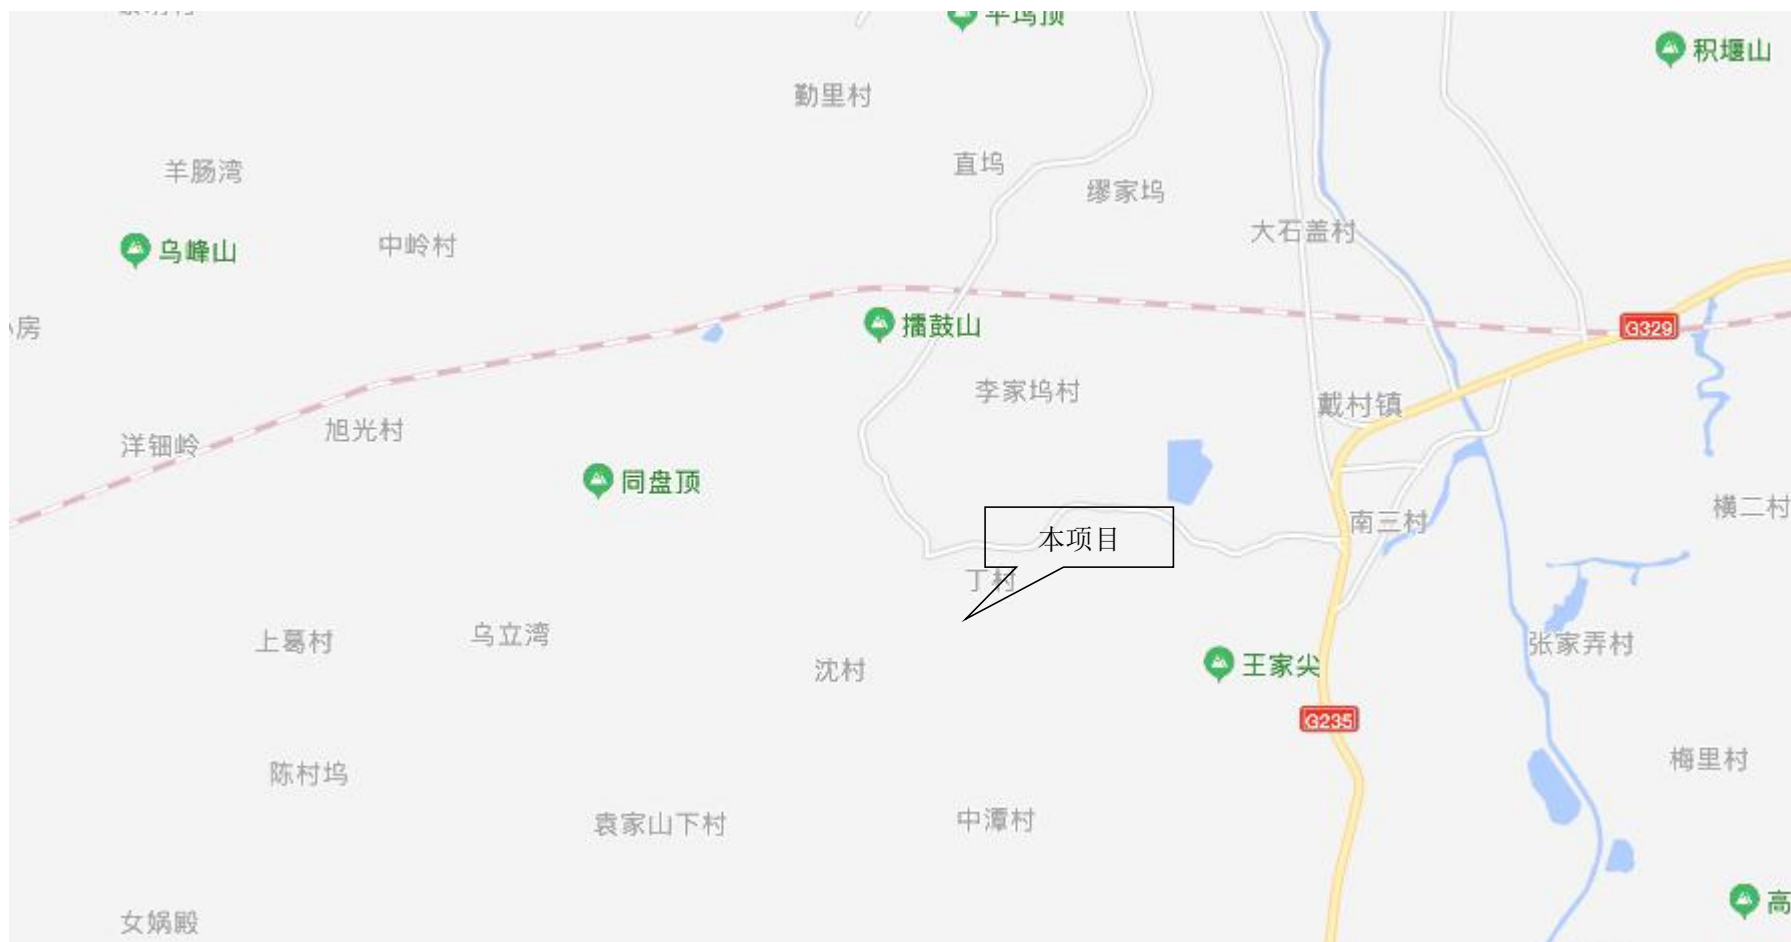 平坞顶
积堰山
勤里村
直坞
羊肠湾
缪家坞
大石盖村
乌峰山
中岭村
擂鼓山
房
G329
李家坞村
戴村镇
旭光村
洋钿岭
同盘顶
横二村
南三村
本项目
丁村
乌立湾
上葛村
张家弄村
沈村
王家尖
G235
梅里村
陈村坞
中潭村
袁家山下村
高
女娲殿